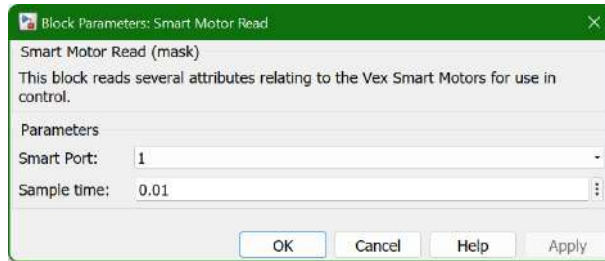 Block Parameters: Smart Motor Read
Smart Motor Read (mask)
This block reads several attributes relating to the Vex Smart Motors for use in
control.
Parameters
Smart Port: 1
Sample time: 0.01
OK Cancel Help Apply